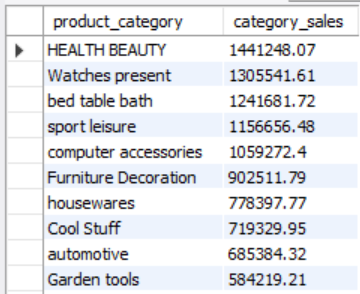 product_category category_sales
HEALTH BEAUTY 1441248.07
Watches present 1305541.61
bed table bath 1241681.72
sport leisure 1156656.48
computer accessories 1059272.4
Furniture Decoration 902511.79
housewares 778397.77
Cool Stuff 719329.95
automotive 685384.32
Garden tools 584219.21